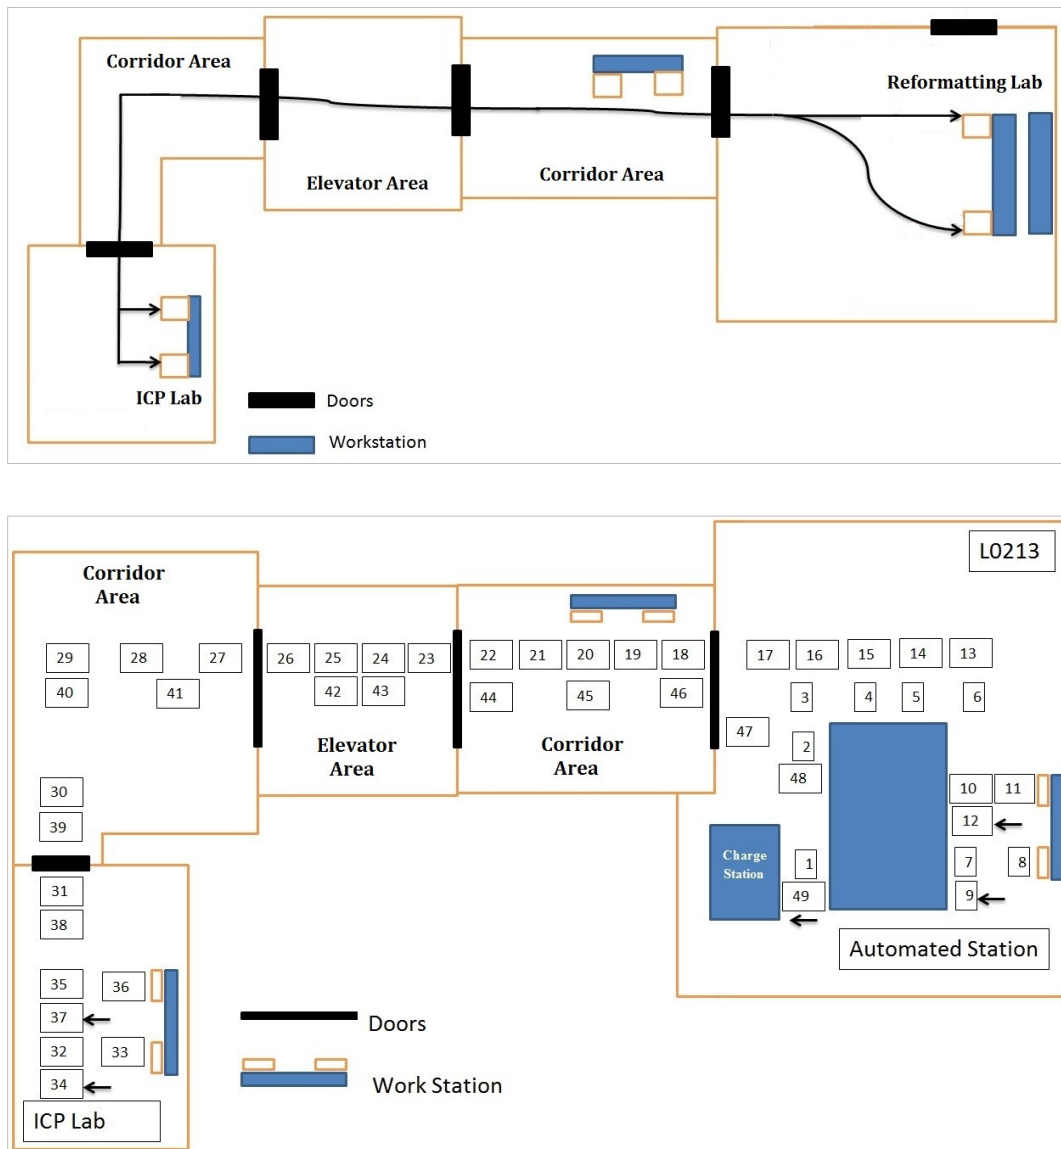 Corridor Area
Reformatting Lab
Elevator Area
Corridor Area
ICP Lab
Doors
Workstation
L0213
Corridor
Area
29 28 27 26 25 24 23 22 21 20 19 18 17 16 15 14 13
40 41 42 43 44 45 46 3 4 5 6
47 2
Elevator
Area
Corridor
Area
48 10 11
30
39 12
Charge
Station
1 7 8
31
49 9
38
Automated Station
35 36
37
Doors
32 33
34
Work Station
ICP Lab